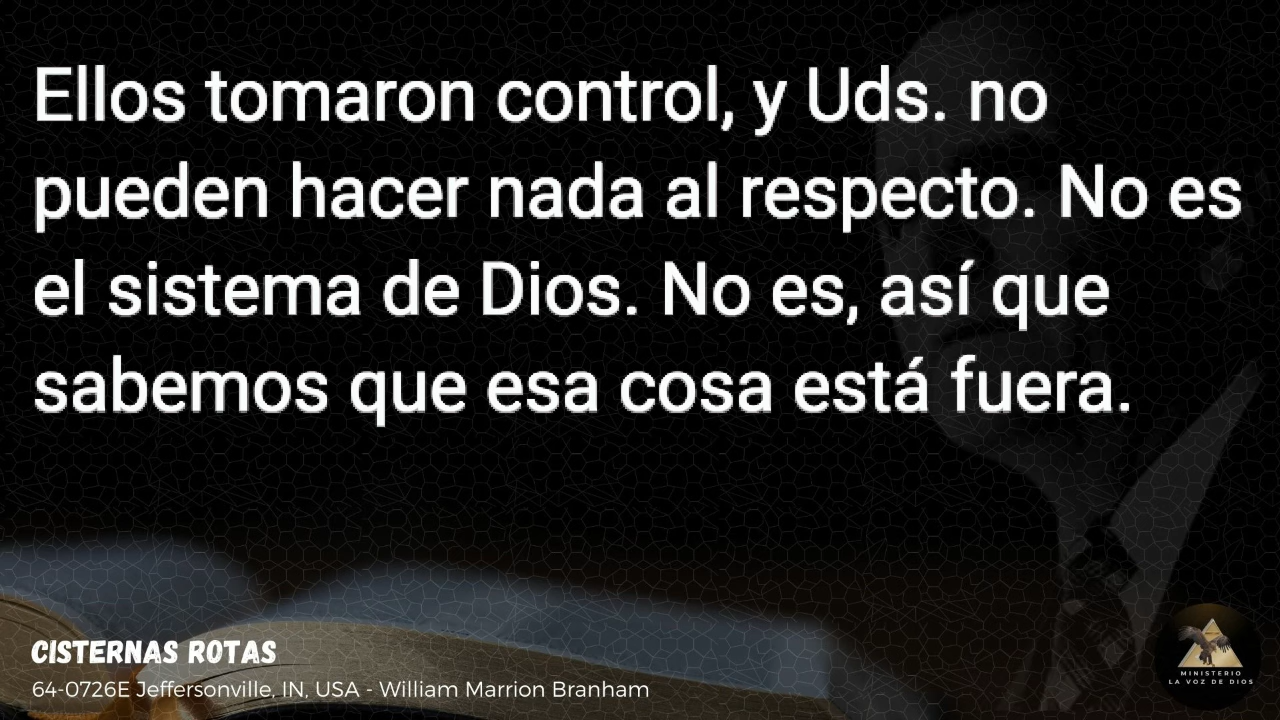 Ellos tomaron control, y Uds. no
pueden hacer nada al respecto. No es
el sistema de Dios. No es, así que
sabemos que esa cosa está fuera.
CISTERNAS ROTAS
64-0726E Jeffersonville, IN, USA - William Marrion Branham
MINISTERIO
LA VOZ DE DIOS